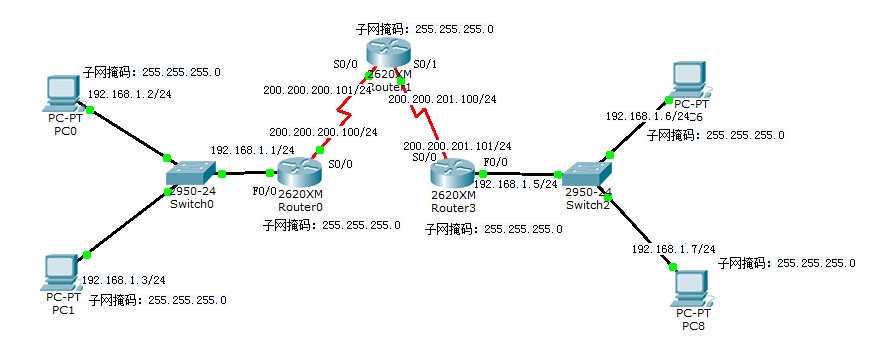 子网掩码：255.255.255.0
S0/0
S0/1
2620XM
Router1
子网掩码：255.255.255.0
192.168.1.2/24
PC-PT
PC0
200.200.200.101/24
200.200.201.100/24
200.200.200.100/24
192.168.1.1/24
S0/0
F0/0
2620XM
Router0
子网掩码：255.255.255.0
2950-24
Switch0
192.168.1.3/24
PC-PT
PC1
子网掩码：255.255.255.0
200.200.201.101/24
S0/0
F0/0
192.168.1.5/24
2620XM
Router3
子网掩码：255.255.255.0
2950-24
Switch2
PC-PT
192.168.1.6/24
子网掩码：255.255.255.0
192.168.1.7/24
子网掩码：255.255.255.0
PC-PT
PC8